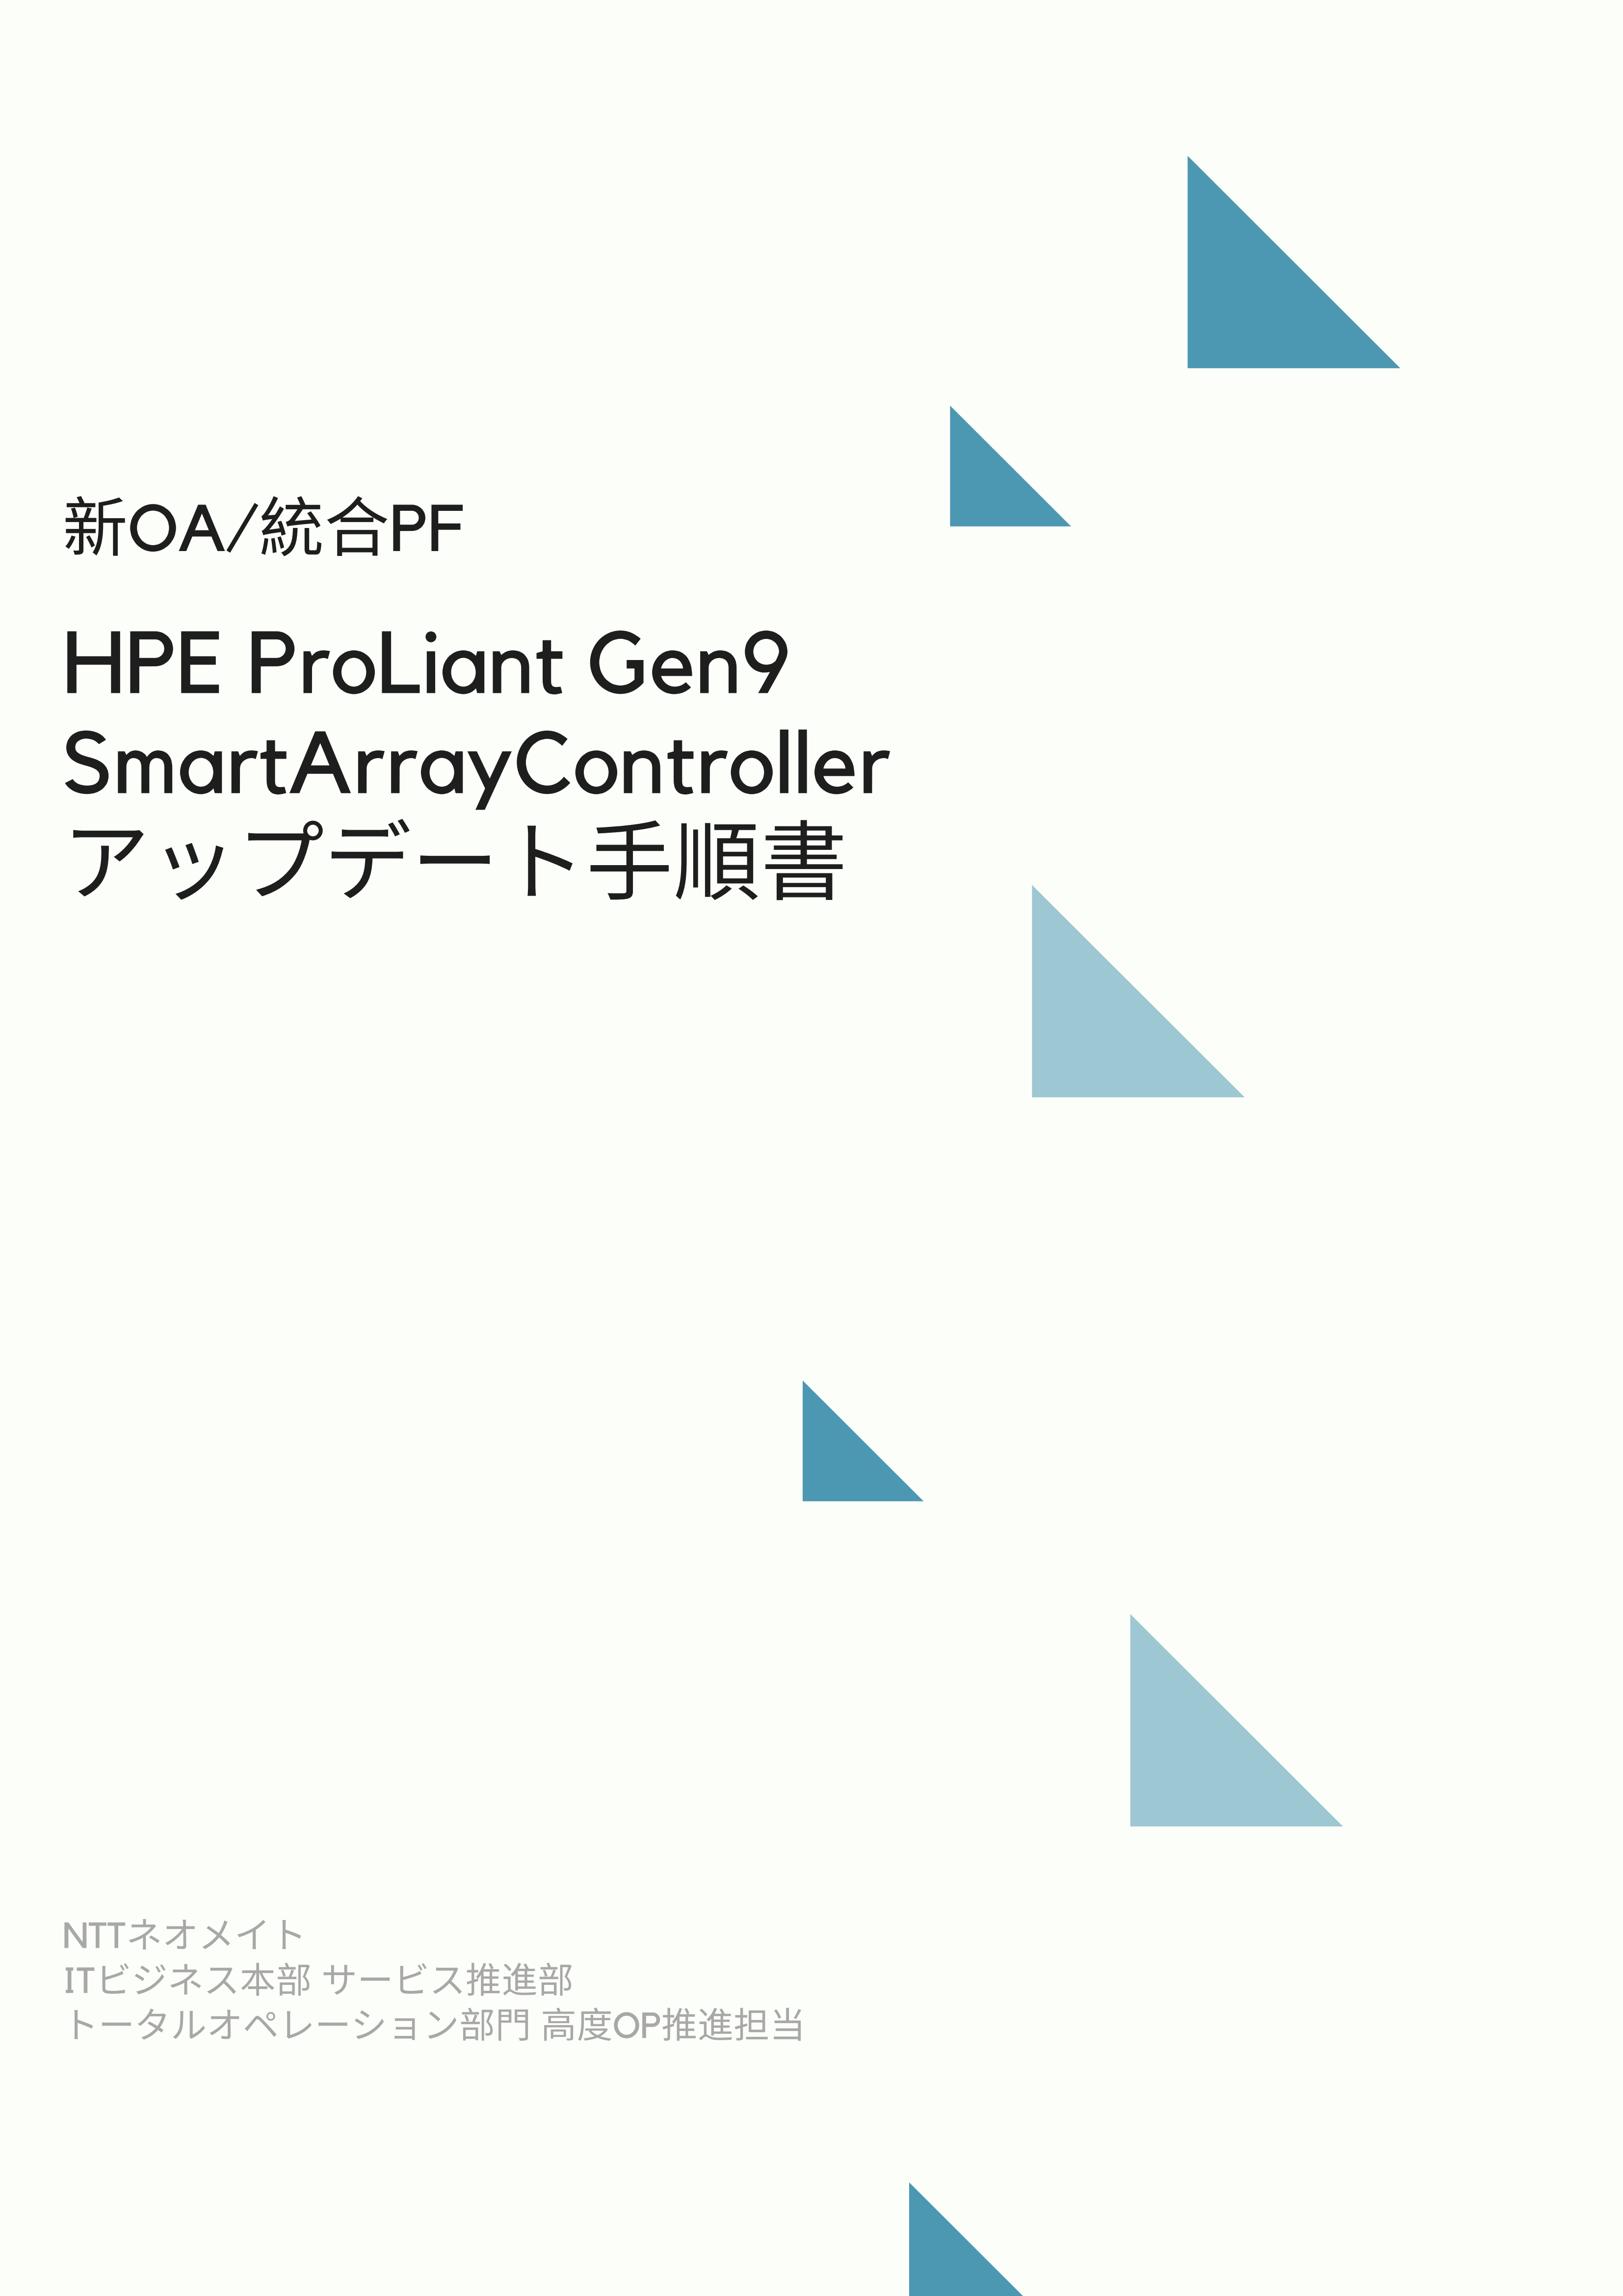 新OA/統合PF
HPE ProLiant Gen9
SmartArrayController
アップデート手順書
NTTネオメイト
ITビジネス本部 サービス推進部
トータルオペレーション部門 高度OP推進担当